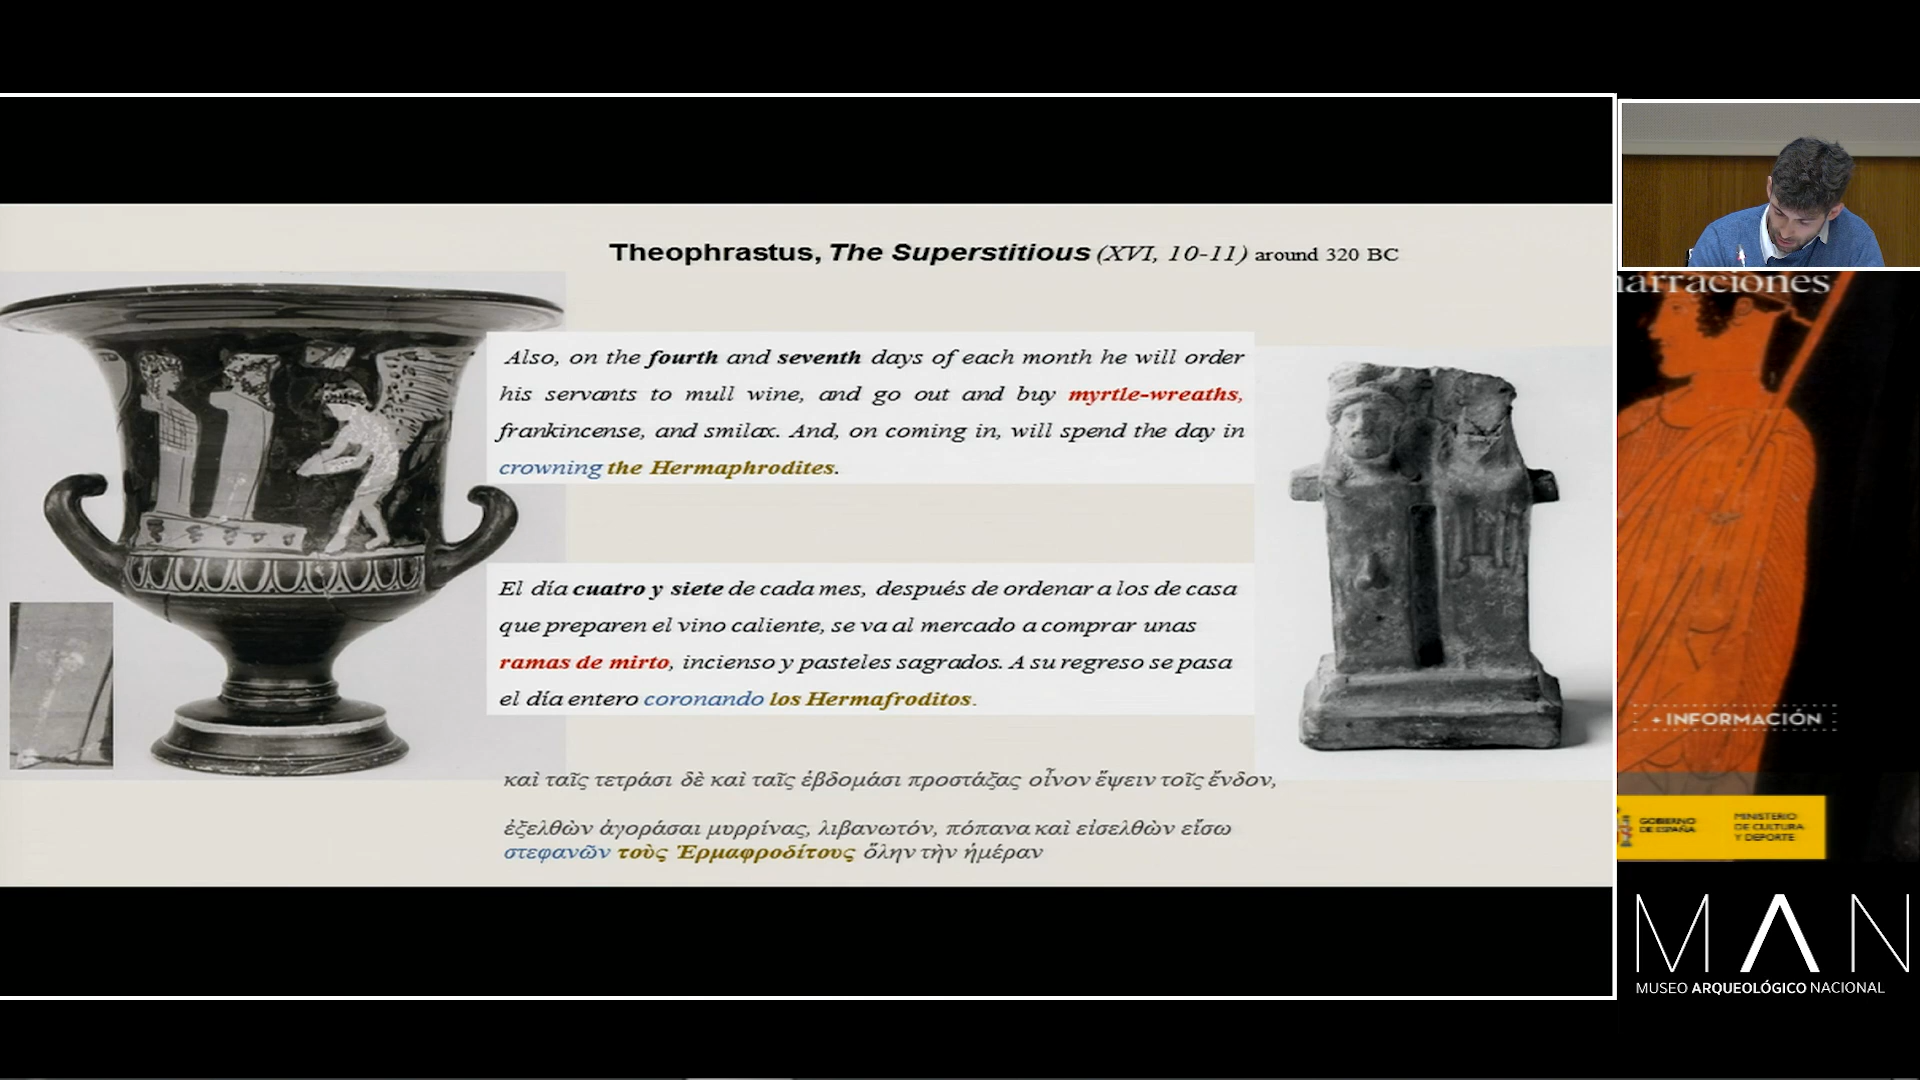 Theophrastus, The Superstitious (XVI, 10-11) around 320 BC
Also, on the fourth and seventh days of each month he will order
his servants to mull wine, and go out and buy myrtle-wreaths,
frankincense, and smilax. And, on coming in, will spend the day in
crowning the Hermaphrodites.
El día cuatro y siete de cada mes, después de ordenar a los de casa
que preparen el vino caliente, se va al mercado a comprar unas
ramas de mirto, incienso y pasteles sagrados. A su regreso se pasa
el día entero coronando los Hermafroditos.
καὶ ταῖς τετράσι δὲ καὶ ταῖς ἑβδομάσι προστάξας οἶνον ἕψειν τοῖς ἔνδον,
ἐξελθὼν ἀγοράσαι μυρρίνας, λιβανωτόν, πόπανα καὶ εἰσελθὼν εἴσω
στεφανῶν τοὺς Ἑρμαφροδίτους ὅλην τὴν ἡμέραν
narraciones
+ INFORMACIÓN
GOBIERNO
DE ESPAÑA
MINISTERIO
DE CULTURA
Y DEPORTE
MAN
MUSEO ARQUEOLÓGICO NACIONAL